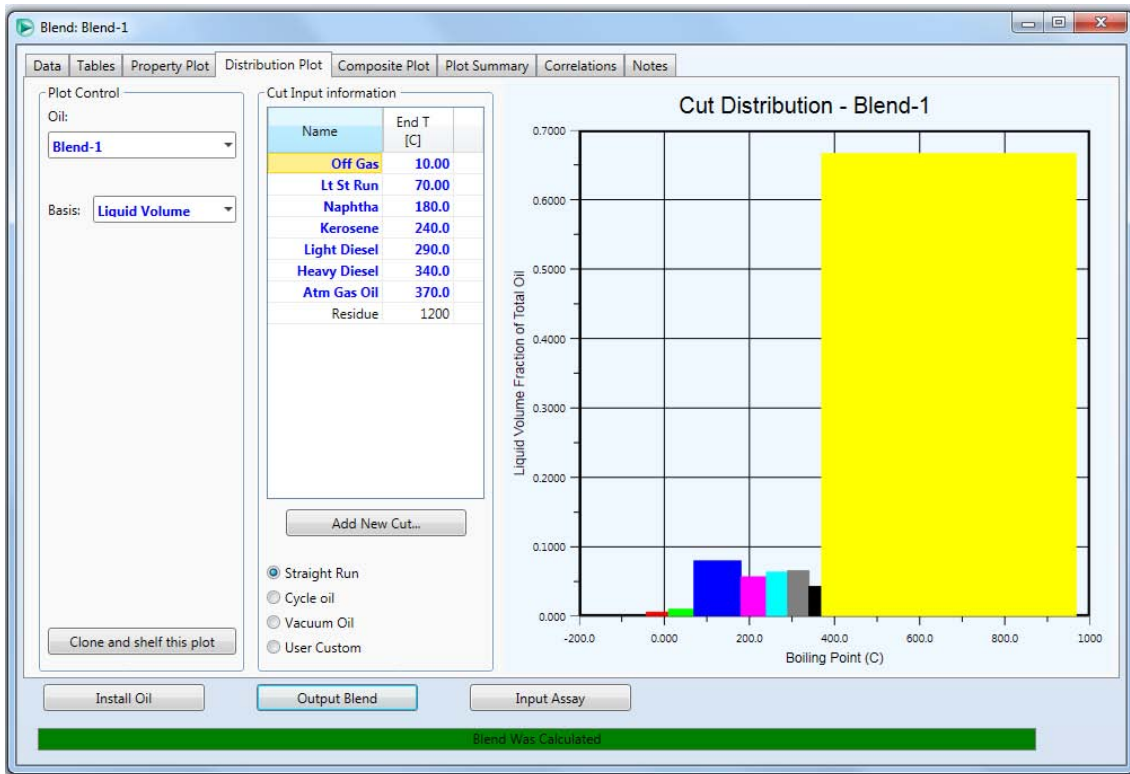 Blend: Blend-1
Data Tables Property Plot Distribution Plot Composite Plot Plot Summary Correlations Notes
Plot Control
Oil:
Blend-1
Basis: Liquid Volume
Clone and shelf this plot
Cut Input information
Name End T [C]
Off Gas 10.00
Lt St Run 70.00
Naphtha 180.0
Kerosene 240.0
Light Diesel 290.0
Heavy Diesel 340.0
Atm Gas Oil 370.0
Residue 1200
Add New Cut...
Straight Run
Cycle oil
Vacuum Oil
User Custom
Cut Distribution - Blend-1
Liquid Volume Fraction of Total Oil
0.7000
0.6000
0.5000
0.4000
0.3000
0.2000
0.1000
0.000
-200.0 0.000 200.0 400.0 600.0 800.0 1000
Boiling Point (C)
Install Oil Output Blend Input Assay
Blend Was Calculated